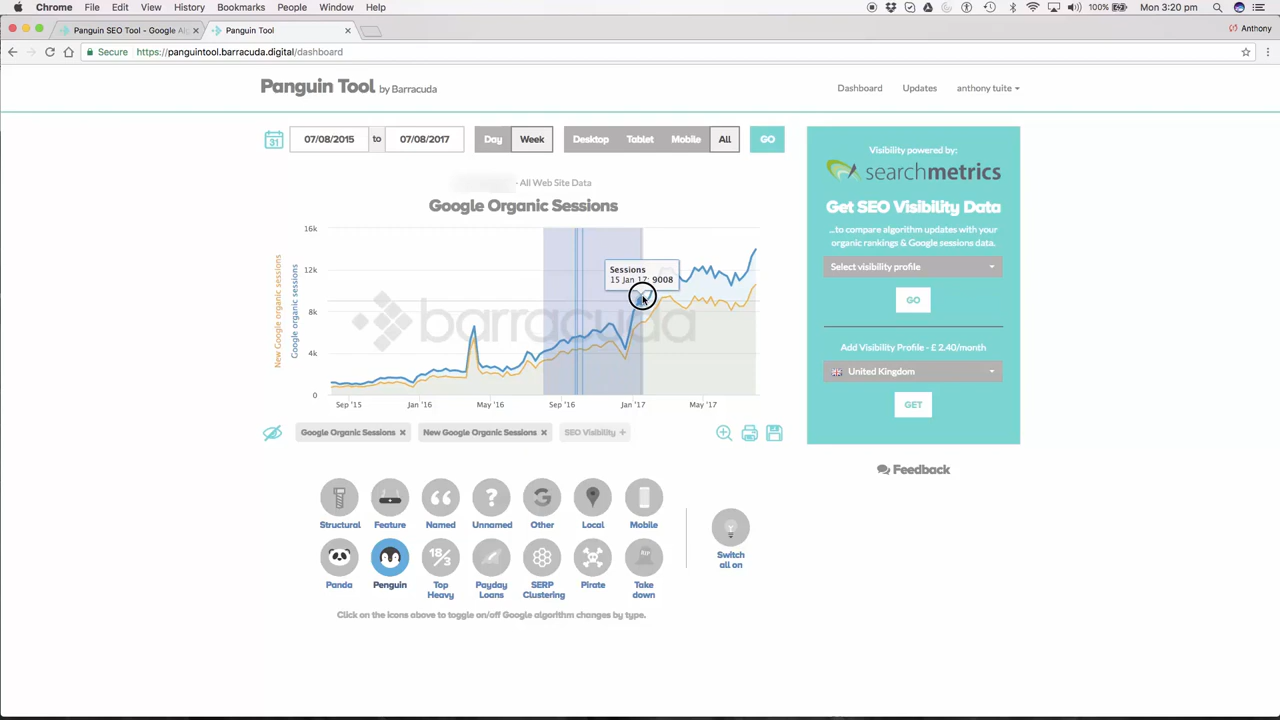 Chrome File Edit View History Bookmarks People Window Help
100% Mon 3:20 pm
Panguin SEO Tool - Google Al
Panguin Tool
Anthony
Secure https://panguintool.barracuda.digital/dashboard
Panguin Tool by Barracuda
Dashboard Updates anthony tuite
31 07/08/2015 to 07/08/2017 Day Week Desktop Tablet Mobile All GO
- All Web Site Data
Google Organic Sessions
New Google organic sessions
Google organic sessions
16k
12k
8k
4k
0
Sessions
15 Jan 17: 9008
barracuda
Sep '15 Jan '16 May '16 Sep '16 Jan '17 May '17
Google Organic Sessions × New Google Organic Sessions × SEO Visibility +
Structural Feature Named Unnamed Other Local Mobile
18/3
RIP
Panda Penguin Top Heavy Payday Loans SERP Clustering Pirate Take down
Switch all on
Click on the icons above to toggle on/off Google algorithm changes by type.
Visibility powered by:
searchmetrics
Get SEO Visibility Data
...to compare algorithm updates with your
organic rankings & Google sessions data.
Select visibility profile
GO
Add Visibility Profile - £ 2.40/month
United Kingdom
GET
Feedback